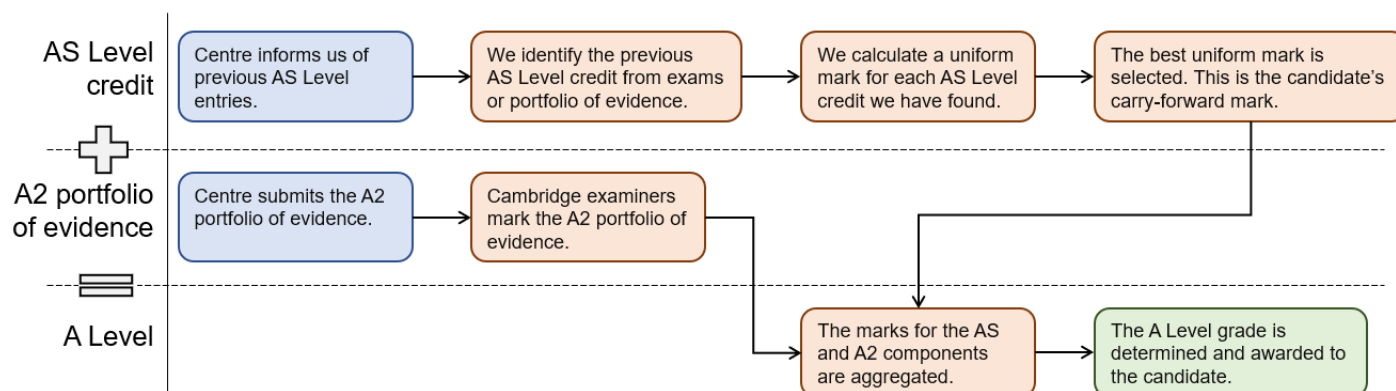 AS Level
credit
Centre informs us of
previous AS Level
entries.
We identify the previous
AS Level credit from exams
or portfolio of evidence.
We calculate a uniform
mark for each AS Level
credit we have found.
The best uniform mark is
selected. This is the candidate's
carry-forward mark.
A2 portfolio
of evidence
Centre submits the A2
portfolio of evidence.
Cambridge examiners
mark the A2 portfolio of
evidence.
A Level
The marks for the AS
and A2 components
are aggregated.
The A Level grade is
determined and awarded to
the candidate.